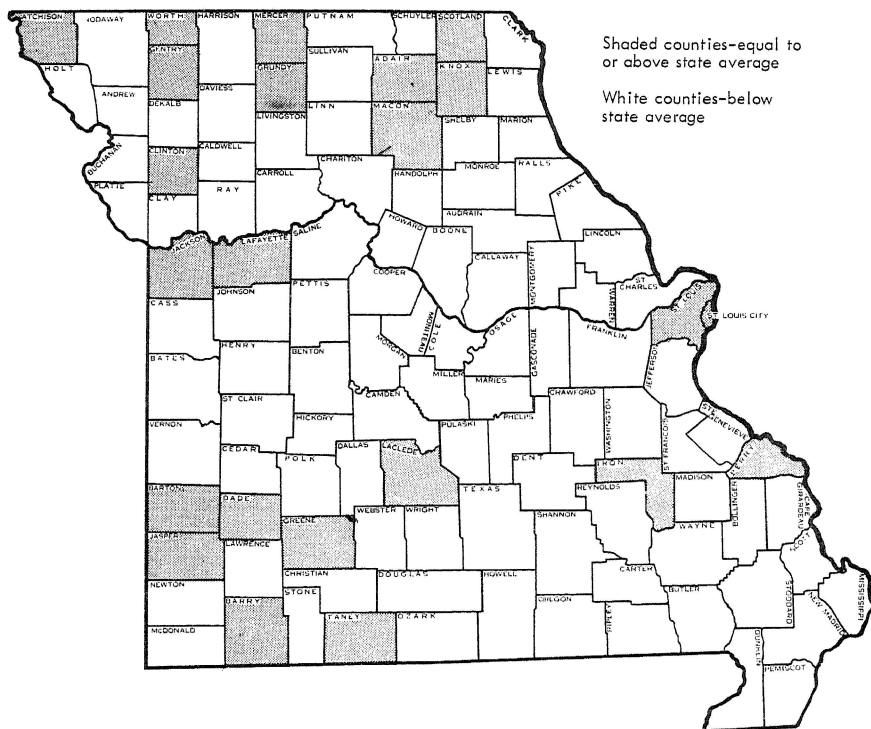 ATCHISON
NODAWAY
WORTH
HARRISON
MERCER
PUTNAM
SCHUYLER
SCOTLAND
CLARK
Shaded counties-equal to
or above state average
White counties-below
state average
GENTRY
SULLIVAN
ADAIR
HOLT
GRUNDY
KNOX
LEWIS
ANDREW
DEKALB
DAVIESS
LINN
MACON
LIVINGSTON
SHELBY
MARION
BUCHANAN
CLINTON
CALDWELL
CHARITON
MONROE
RALLS
PLATTE
CARROLL
RANDOLPH
CLAY
RAY
PIKE
AUDRAIN
HOWARD
BOONE
JACKSON
LAFAYETTE
SALINE
CALLAWAY
MONTGOMERY
LINCOLN
COOPER
WARREN
ST
CHARLES
ST LOUIS
ST LOUIS CITY
CASS
JOHNSON
PETTIS
MONITEAU
COLE
OSAGE
GASCONADE
FRANKLIN
JEFFERSON
BATES
HENRY
BENTON
MORGAN
MILLER
MARIES
ST CLAIR
CAMDEN
CRAWFORD
WASHINGTON
STE
GENEVIEVE
VERNON
HICKORY
PULASKI
PHELPS
ST FRANCOIS
PERRY
CEDAR
POLK
DALLAS
LACLEDE
DENT
IRON
MADISON
BARTON
DADE
GREENE
WEBSTER
WRIGHT
TEXAS
REYNOLDS
BOLLINGER
CAPE
GIRARDEAU
SHANNON
WAYNE
JASPER
LAWRENCE
CHRISTIAN
DOUGLAS
HOWELL
CARTER
BUTLER
STODDARD
MISSISSIPPI
NEWTON
STONE
BARRY
TANEY
OZARK
OREGON
RIPLEY
NEW MADRID
McDONALD
DUNKLIN
PEMISCOT